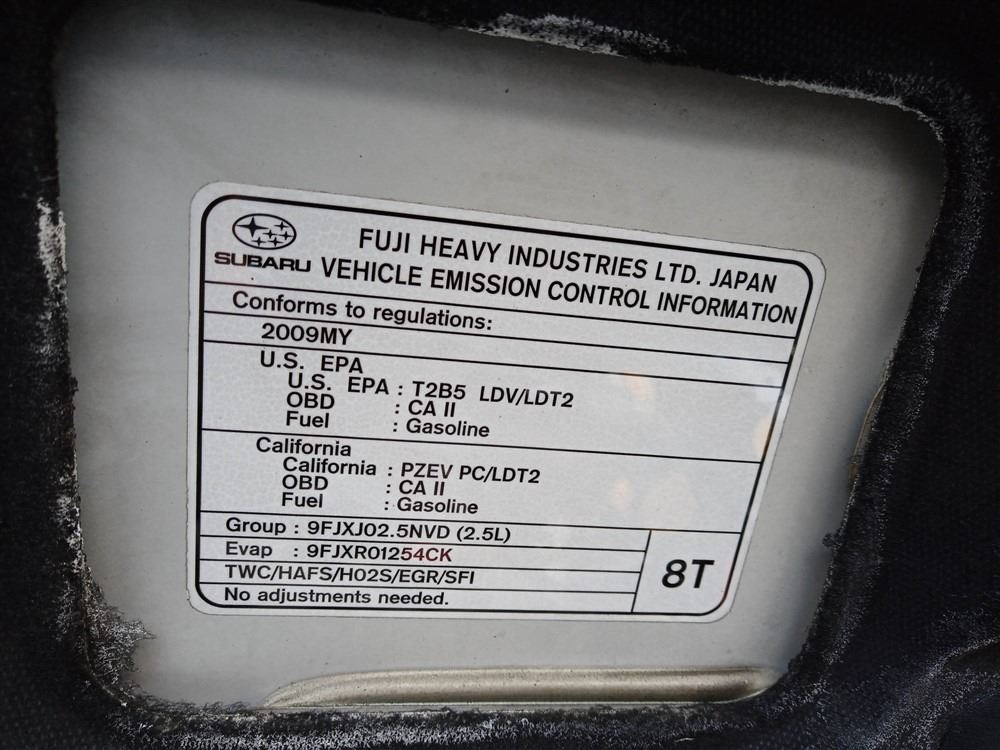 FUJI HEAVY INDUSTRIES LTD. JAPAN
SUBARU VEHICLE EMISSION CONTROL INFORMATION
Conforms to regulations:
2009MY
U.S. EPA
U.S. EPA : T2B5 LDV/LDT2
OBD : CA II
Fuel : Gasoline
California
California : PZEV PC/LDT2
OBD : CA II
Fuel : Gasoline
Group : 9FJXJ02.5NVD (2.5L)
Evap : 9FJXR01254CK
TWC/HAFS/H02S/EGR/SFI
No adjustments needed.
8T